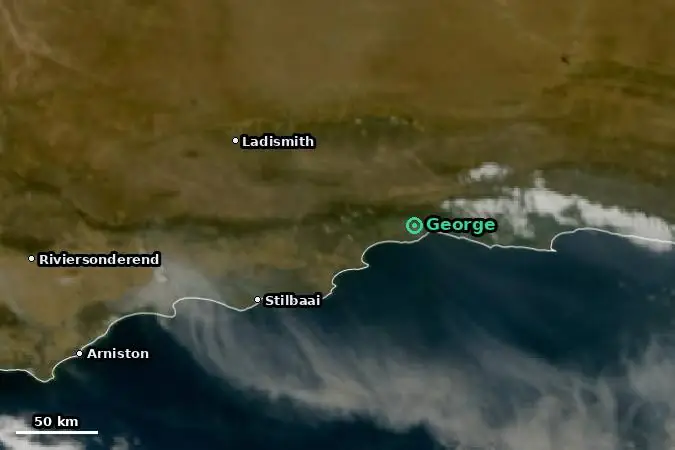 Ladismith
George
Riviersonderend
Stilbaai
Arniston
50 km